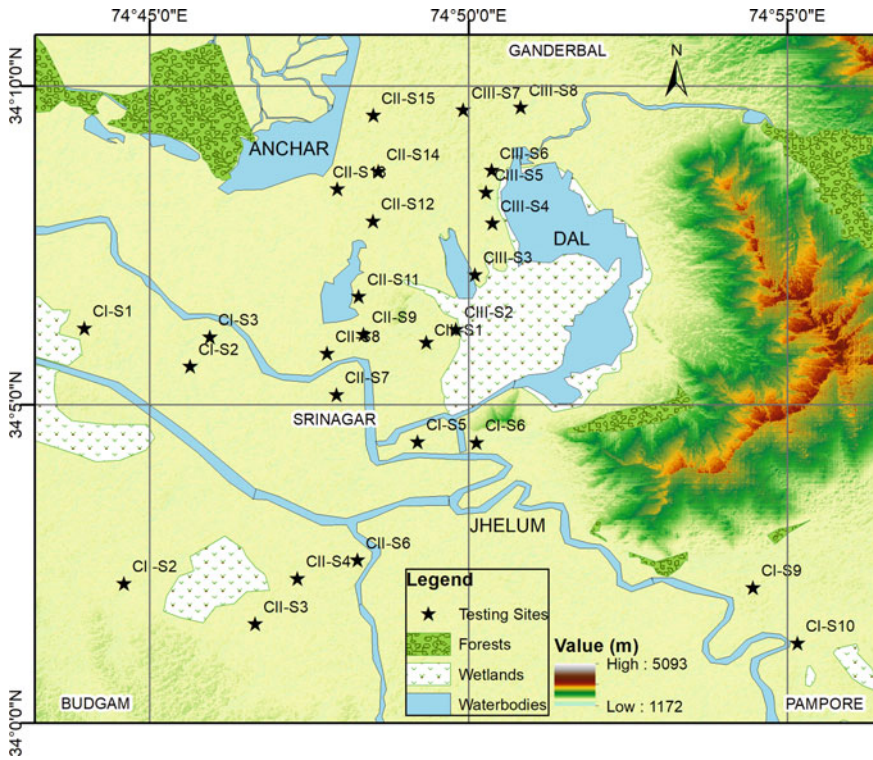 74°45'0"E
74°50'0"E
74°55'0"E
GANDERBAL
N
34°10'0"N
CII-S15
CIII-S7
CIII-S8
ANCHAR
CII-S14
CIII-S6
CIII-S5
CII-S12
CIII-S4
DAL
CIII-S3
CII-S11
CI-S1
CI-S3
CII-S9
CIII-S2
CII-S8
CI-S2
CII-S7
34°5'0"N
SRINAGAR
CI-S5
CI-S6
JHELUM
CII-S6
CI-S2
CII-S4
CI-S9
CII-S3
Legend
Testing Sites
Forests
Wetlands
Waterbodies
Value (m)
High : 5093
Low : 1172
CI-S10
BUDGAM
PAMPORE
34°0'0"N